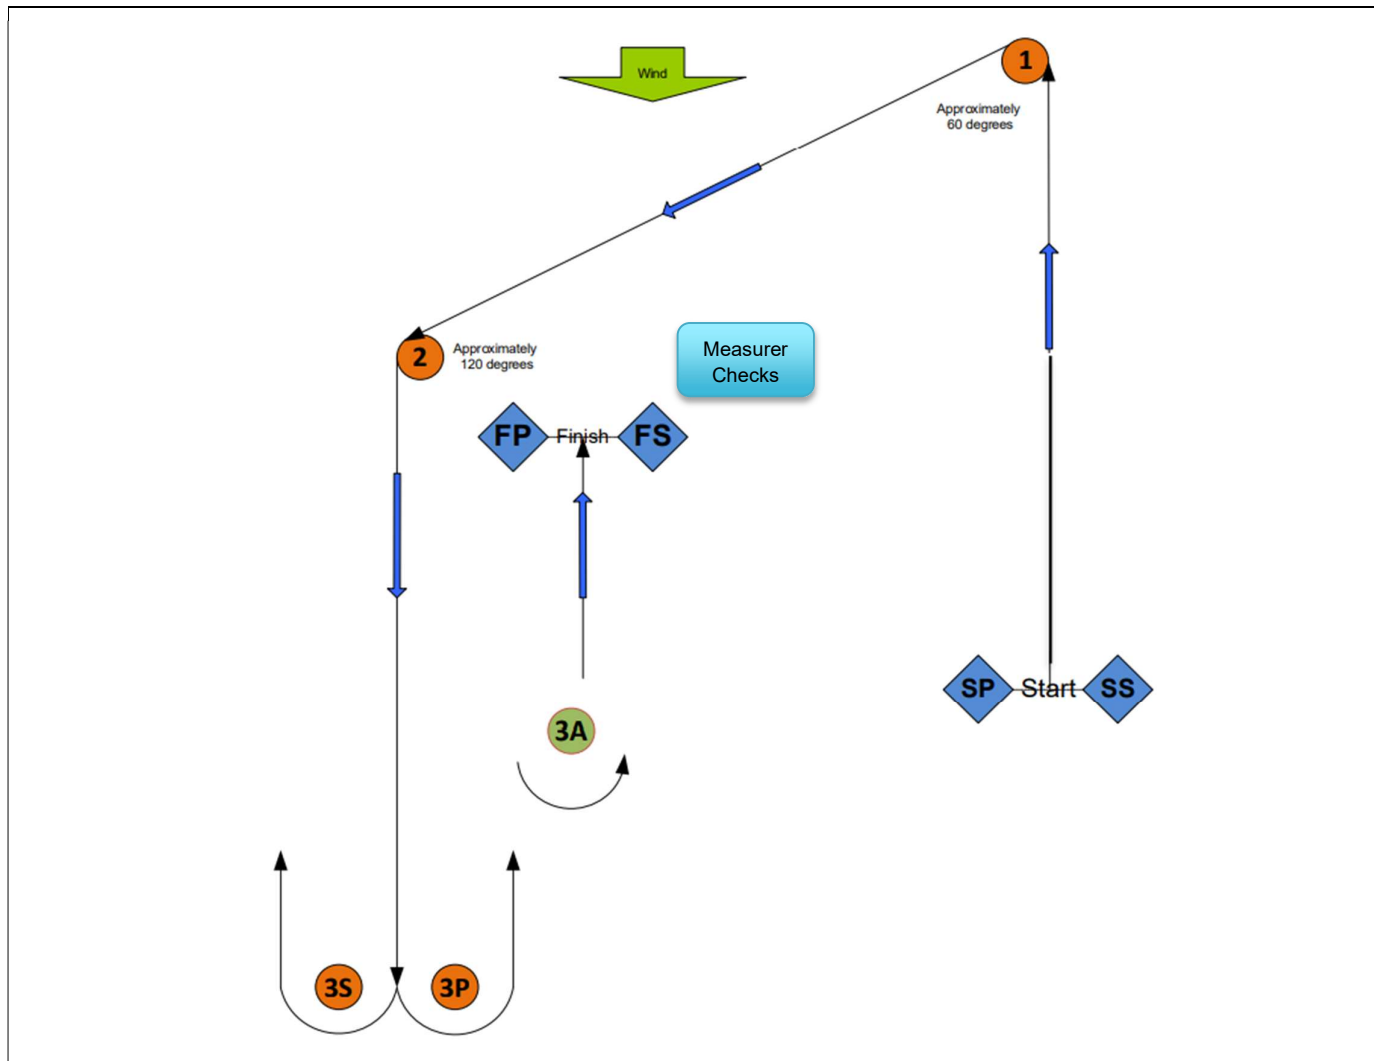 Wind
1
Approximately
60 degrees
2
Approximately
120 degrees
Measurer
Checks
FP Finish FS
SP Start SS
3A
3S
3P